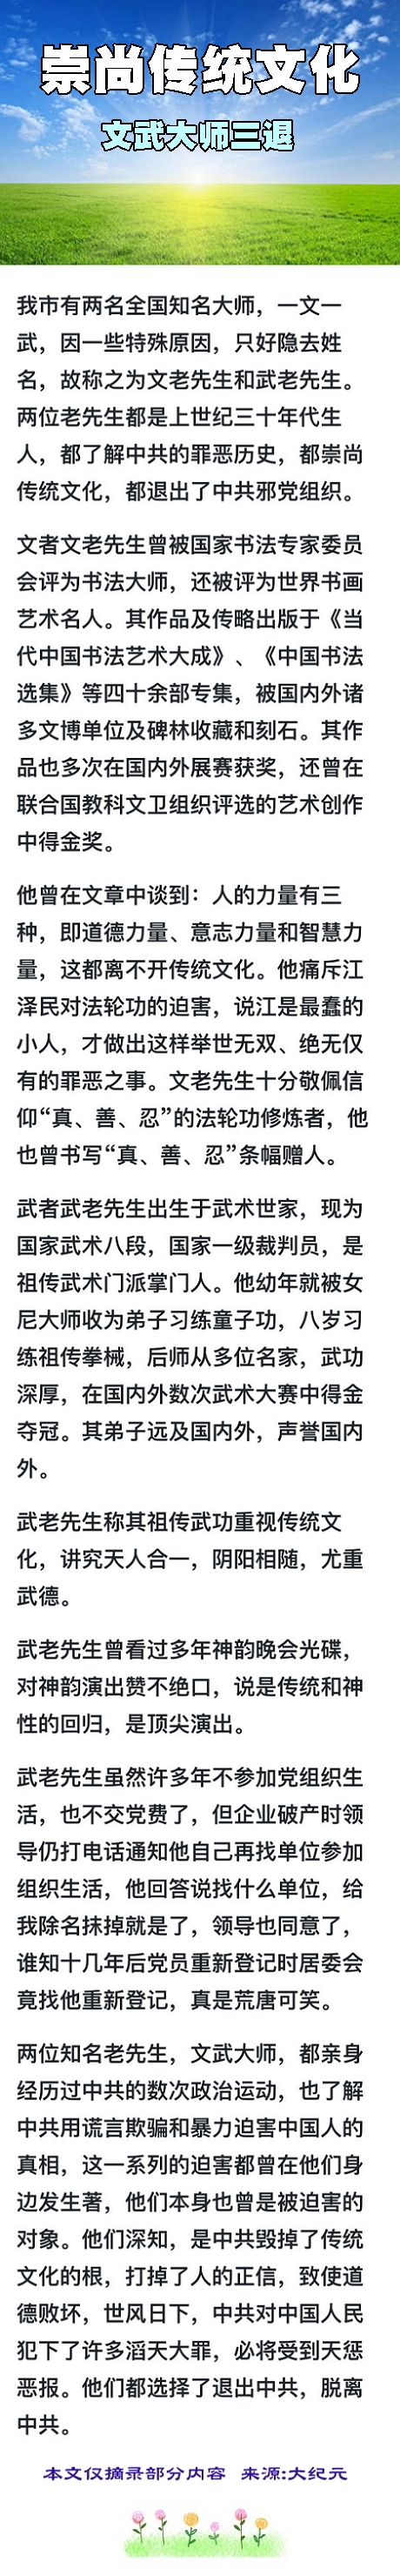 崇尚传统文化
文武大师三退
我市有两名全国知名大师，一文一
武，因一些特殊原因，只好隐去姓
名，故称之为文老先生和武老先生。
两位老先生都是上世纪三十年代生
人，都了解中共的罪恶历史，都崇尚
传统文化，都退出了中共邪党组织。
文者文老先生曾被国家书法专家委员
会评为书法大师，还被评为世界书画
艺术名人。其作品及传略出版于《当
代中国书法艺术大成》、《中国书法
选集》等四十余部专集，被国内外诸
多文博单位及碑林收藏和刻石。其作
品也多次在国内外展赛获奖，还曾在
联合国教科文卫组织评选的艺术创作
中得金奖。
他曾在文章中谈到：人的力量有三
种，即道德力量、意志力量和智慧力
量，这都离不开传统文化。他痛斥江
泽民对法轮功的迫害，说江是最蠢的
小人，才做出这样举世无双、绝无仅
有的罪恶之事。文老先生十分敬佩信
仰“真、善、忍”的法轮功修炼者，他
也曾书写“真、善、忍”条幅赠人。
武者武老先生出生于武术世家，现为
国家武术八段，国家一级裁判员，是
祖传武术门派掌门人。他幼年就被女
尼大师收为弟子习练童子功，八岁习
练祖传拳械，后师从多位名家，武功
深厚，在国内外数次武术大赛中得金
夺冠。其弟子远及国内外，声誉国内
外。
武老先生称其祖传武功重视传统文
化，讲究天人合一，阴阳相随，尤重
武德。
武老先生曾看过多年神韵晚会光碟，
对神韵演出赞不绝口，说是传统和神
性的回归，是顶尖演出。
武老先生虽然许多年不参加党组织生
活，也不交党费了，但企业破产时领
导仍打电话通知他自己再找单位参加
组织生活，他回答说找什么单位，给
我除名抹掉就是了，领导也同意了，
谁知十几年后党员重新登记时居委会
竟找他重新登记，真是荒唐可笑。
两位知名老先生，文武大师，都亲身
经历过中共的数次政治运动，也了解
中共用谎言欺骗和暴力迫害中国人的
真相，这一系列的迫害都曾在他们身
边发生著，他们本身也曾是被迫害的
对象。他们深知，是中共毁掉了传统
文化的根，打掉了人的正信，致使道
德败坏，世风日下，中共对中国人民
犯下了许多滔天大罪，必将受到天惩
恶报。他们都选择了退出中共，脱离
中共。
本文仅摘录部分内容 来源:大纪元